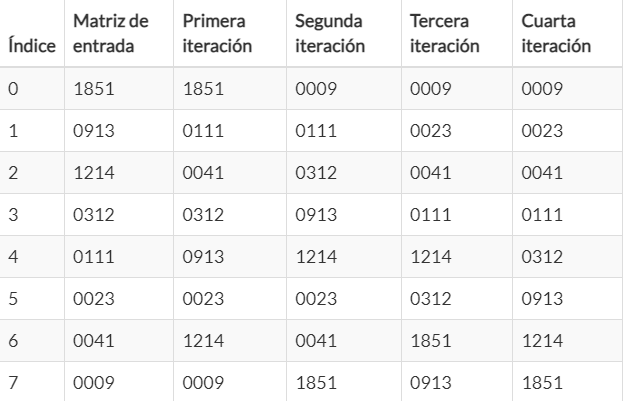 Índice Matriz de entrada Primera iteración Segunda iteración Tercera iteración Cuarta iteración
0 1851 1851 0009 0009 0009
1 0913 0111 0111 0023 0023
2 1214 0041 0312 0041 0041
3 0312 0312 0913 0111 0111
4 0111 0913 1214 1214 0312
5 0023 0023 0023 0312 0913
6 0041 1214 0041 1851 1214
7 0009 0009 1851 0913 1851